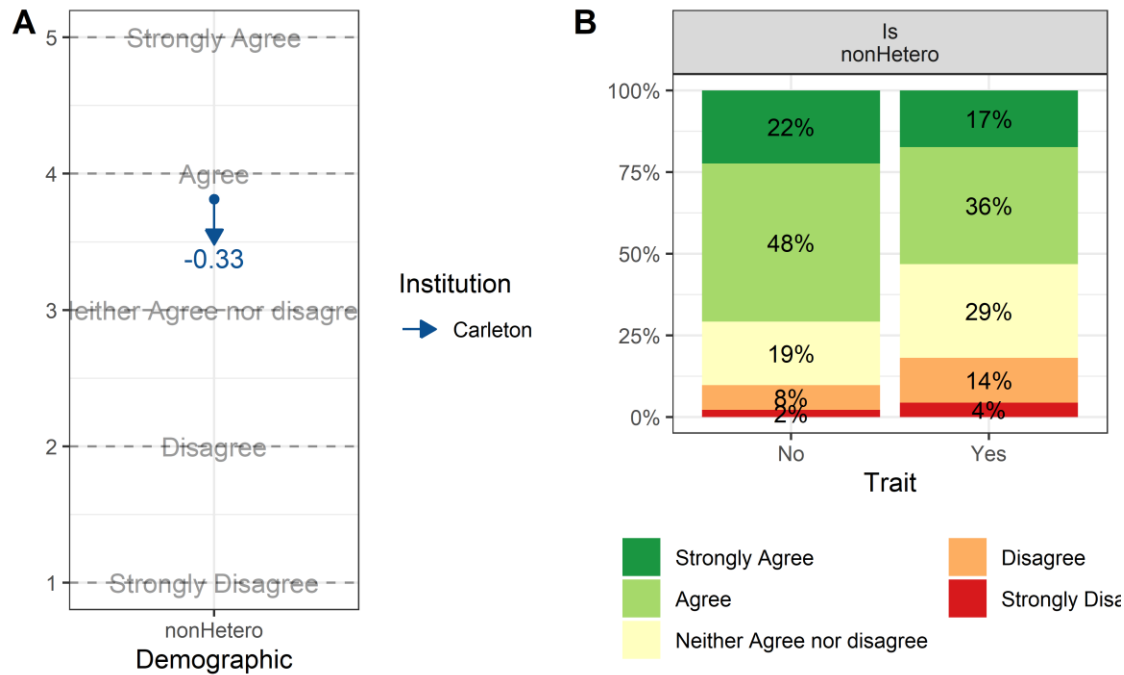 A
5
Strongly Agree
4
Agree
-0.33
3
Neither Agree nor disagre
2
Disagree
1
Strongly Disagree
nonHetero
Demographic
Institution
Carleton
B
Is
nonHetero
100%
75%
50%
25%
0%
22%
48%
19%
8%
2%
17%
36%
29%
14%
4%
No
Yes
Trait
Strongly Agree
Agree
Neither Agree nor disagree
Disagree
Strongly Disa